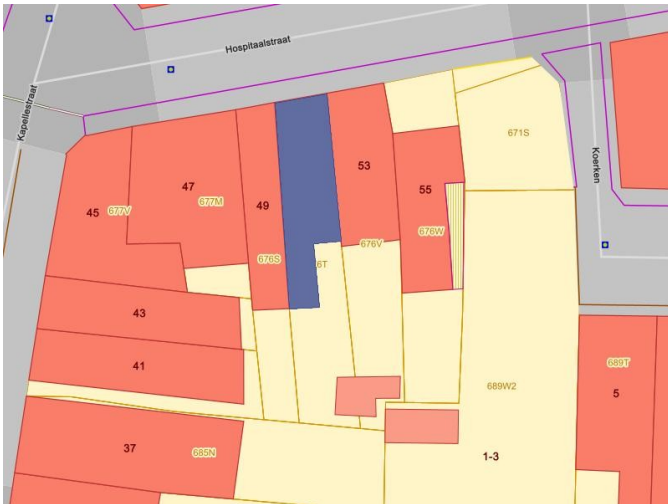 Hospitaalstraat
Kapellestraat
Koerken
671S
53
47
55
677M
49
45
677V
676W
676V
676S
6T
43
41
689T
689W2
5
37
685N
1-3